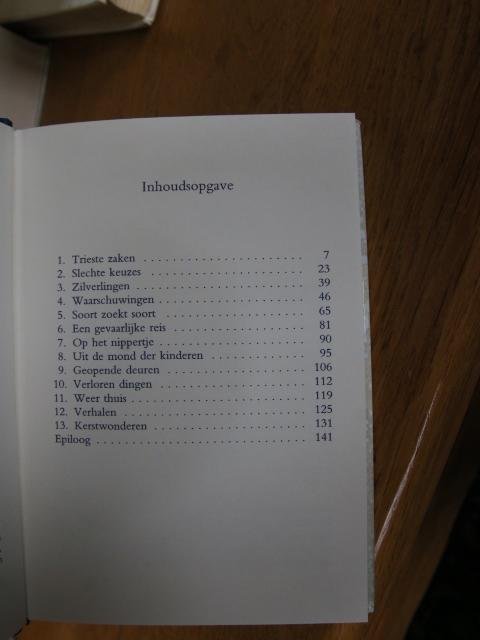 Inhoudsopgave
1. Trieste zaken . . . . . . . . . . . . . . . . . . . . . . 7
2. Slechte keuzes . . . . . . . . . . . . . . . . . . . . . 23
3. Zilverlingen . . . . . . . . . . . . . . . . . . . . . . . 39
4. Waarschuwingen . . . . . . . . . . . . . . . . . . . 46
5. Soort zoekt soort . . . . . . . . . . . . . . . . . . . 65
6. Een gevaarlijke reis . . . . . . . . . . . . . . . . . . 81
7. Op het nippertje . . . . . . . . . . . . . . . . . . . . 90
8. Uit de mond der kinderen . . . . . . . . . . . . . . 95
9. Geopende deuren . . . . . . . . . . . . . . . . . . . 106
10. Verloren dingen . . . . . . . . . . . . . . . . . . . . 112
11. Weer thuis . . . . . . . . . . . . . . . . . . . . . . . 119
12. Verhalen . . . . . . . . . . . . . . . . . . . . . . . . 125
13. Kerstwonderen . . . . . . . . . . . . . . . . . . . . 131
Epiloog . . . . . . . . . . . . . . . . . . . . . . . . . . . 141